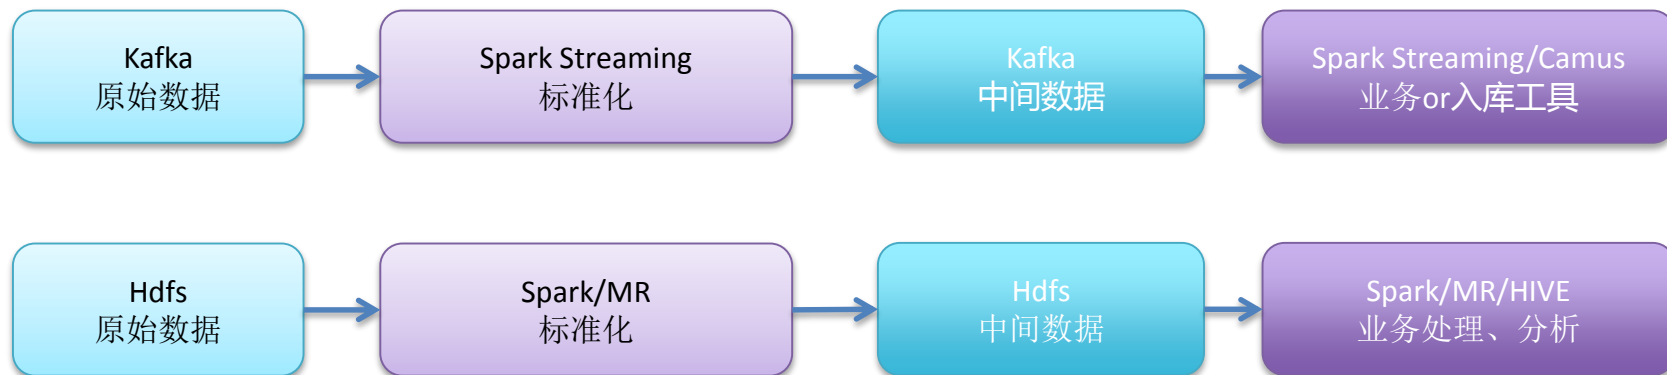 Kafka
原始数据
Spark Streaming
标准化
Kafka
中间数据
Spark Streaming/Camus
业务or入库工具
Hdfs
原始数据
Spark/MR
标准化
Hdfs
中间数据
Spark/MR/HIVE
业务处理、分析